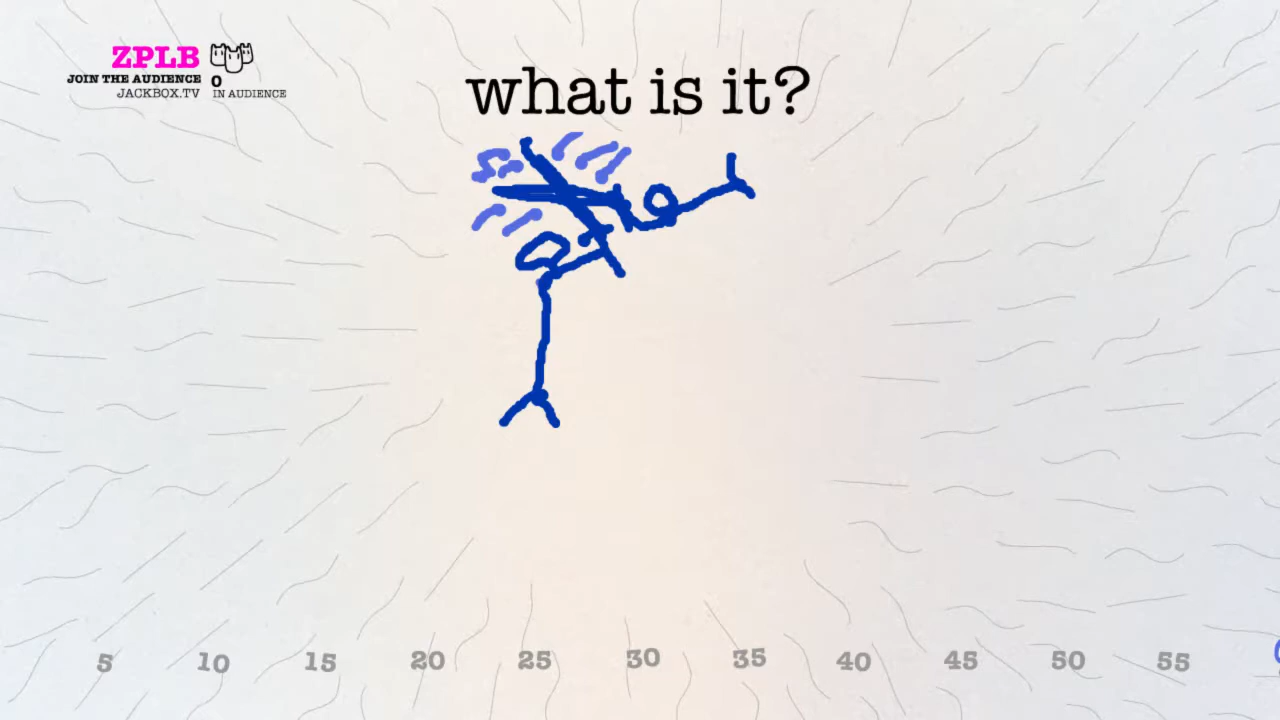 ZPLB
JOIN THE AUDIENCE
JACKBOX.TV
0
IN AUDIENCE
what is it?
5 10 15 20 25 30 35 40 45 50 55